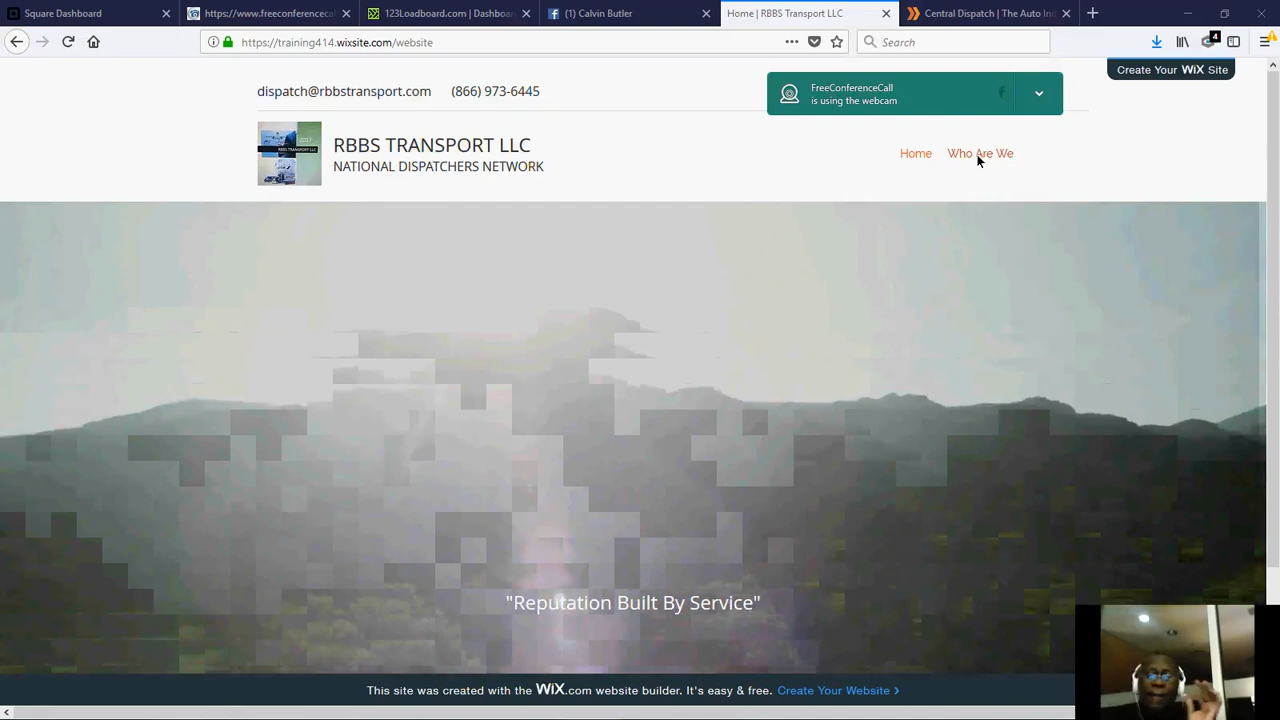 Square Dashboard
https://www.freeconferenceca
123Loadboard.com | Dashboar
(1) Calvin Butler
Home | RBBS Transport LLC
Central Dispatch | The Auto Ind
https://training414.wixsite.com/website
Search
4
Create Your WiX Site
dispatch@rbbstransport.com
(866) 973-6445
FreeConferenceCall
is using the webcam
RBBS TRANSPORT LLC
NATIONAL DISPATCHERS NETWORK
Home
Who Are We
"Reputation Built By Service"
This site was created with the WiX.com website builder. It's easy & free. Create Your Website >